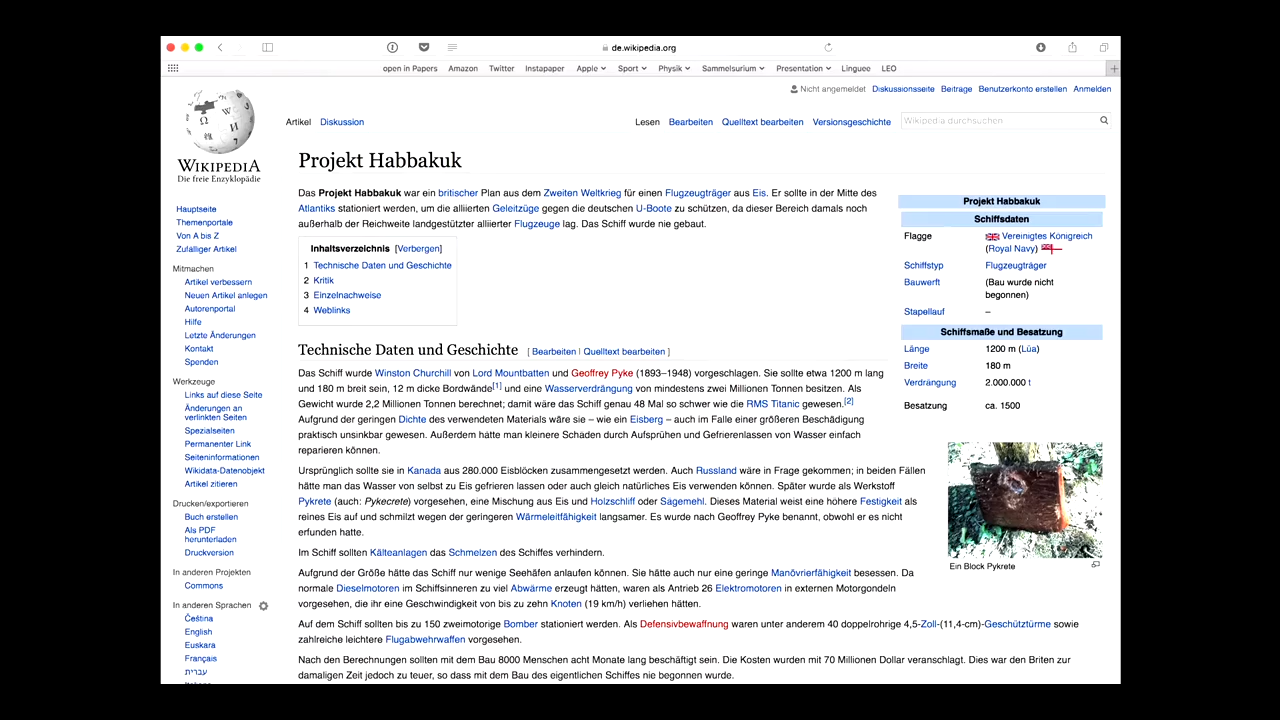 de.wikipedia.org
open in Papers Amazon Twitter Instapaper Apple Sport Physik Sammelsurium Presentation Linguee LEO
Nicht angemeldet Diskussionsseite Beiträge Benutzerkonto erstellen Anmelden
Artikel Diskussion Lesen Bearbeiten Quelltext bearbeiten Versionsgeschichte Wikipedia durchsuchen
WIKIPEDIA
Die freie Enzyklopädie
Hauptseite
Themenportale
Von A bis Z
Zufälliger Artikel
Mitmachen
Artikel verbessern
Neuen Artikel anlegen
Autorenportal
Hilfe
Letzte Änderungen
Kontakt
Spenden
Werkzeuge
Links auf diese Seite
Änderungen an
verlinkten Seiten
Spezialseiten
Permanenter Link
Seiteninformationen
Wikidata-Datenobjekt
Artikel zitieren
Drucken/exportieren
Buch erstellen
Als PDF
herunterladen
Druckversion
In anderen Projekten
Commons
In anderen Sprachen
Čeština
English
Euskara
Français
עברית
Projekt Habbakuk
Das Projekt Habbakuk war ein britischer Plan aus dem Zweiten Weltkrieg für einen Flugzeugträger aus Eis. Er sollte in der Mitte des
Atlantiks stationiert werden, um die alliierten Geleitzüge gegen die deutschen U-Boote zu schützen, da dieser Bereich damals noch
außerhalb der Reichweite landgestützter alliierter Flugzeuge lag. Das Schiff wurde nie gebaut.
Inhaltsverzeichnis [Verbergen]
1 Technische Daten und Geschichte
2 Kritik
3 Einzelnachweise
4 Weblinks
Technische Daten und Geschichte [ Bearbeiten | Quelltext bearbeiten ]
Das Schiff wurde Winston Churchill von Lord Mountbatten und Geoffrey Pyke (1893–1948) vorgeschlagen. Sie sollte etwa 1200 m lang
und 180 m breit sein, 12 m dicke Bordwände[1] und eine Wasserverdrängung von mindestens zwei Millionen Tonnen besitzen. Als
Gewicht wurde 2,2 Millionen Tonnen berechnet; damit wäre das Schiff genau 48 Mal so schwer wie die RMS Titanic gewesen.[2]
Aufgrund der geringen Dichte des verwendeten Materials wäre sie – wie ein Eisberg – auch im Falle einer größeren Beschädigung
praktisch unsinkbar gewesen. Außerdem hätte man kleinere Schäden durch Aufsprühen und Gefrierenlassen von Wasser einfach
reparieren können.
Ursprünglich sollte sie in Kanada aus 280.000 Eisblöcken zusammengesetzt werden. Auch Russland wäre in Frage gekommen; in beiden Fällen
hätte man das Wasser von selbst zu Eis gefrieren lassen oder auch gleich natürliches Eis verwenden können. Später wurde als Werkstoff
Pykrete (auch: Pykecrete) vorgesehen, eine Mischung aus Eis und Holzschliff oder Sägemehl. Dieses Material weist eine höhere Festigkeit als
reines Eis auf und schmilzt wegen der geringeren Wärmeleitfähigkeit langsamer. Es wurde nach Geoffrey Pyke benannt, obwohl er es nicht
erfunden hatte.
Im Schiff sollten Kälteanlagen das Schmelzen des Schiffes verhindern.
Aufgrund der Größe hätte das Schiff nur wenige Seehäfen anlaufen können. Sie hätte auch nur eine geringe Manövrierfähigkeit besessen. Da
normale Dieselmotoren im Schiffsinneren zu viel Abwärme erzeugt hätten, waren als Antrieb 26 Elektromotoren in externen Motorgondeln
vorgesehen, die ihr eine Geschwindigkeit von bis zu zehn Knoten (19 km/h) verliehen hätten.
Auf dem Schiff sollten bis zu 150 zweimotorige Bomber stationiert werden. Als Defensivbewaffnung waren unter anderem 40 doppelrohrige 4,5-Zoll-(11,4-cm)-Geschütztürme sowie
zahlreiche leichtere Flugabwehrwaffen vorgesehen.
Nach den Berechnungen sollten mit dem Bau 8000 Menschen acht Monate lang beschäftigt sein. Die Kosten wurden mit 70 Millionen Dollar veranschlagt. Dies war den Briten zur
damaligen Zeit jedoch zu teuer, so dass mit dem Bau des eigentlichen Schiffes nie begonnen wurde.
Projekt Habbakuk
Schiffsdaten
Flagge Vereinigtes Königreich
(Royal Navy)
Schiffstyp Flugzeugträger
Bauwerft (Bau wurde nicht
begonnen)
Stapellauf –
Schiffsmaße und Besatzung
Länge 1200 m (Lüa)
Breite 180 m
Verdrängung 2.000.000 t
Besatzung ca. 1500
Ein Block Pykrete